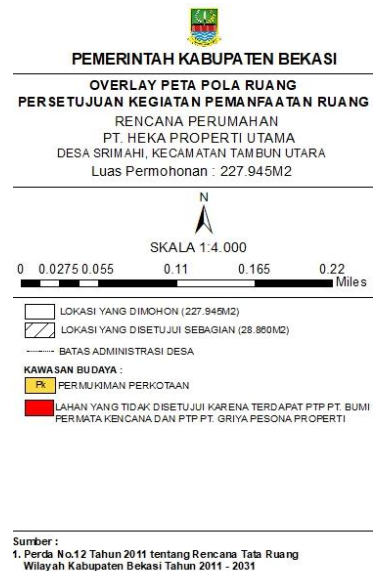 PEMERINTAH KABUPATEN BEKASI
OVERLAY PETA POLA RUANG
PERSETUJUAN KEGIATAN PEMANFAATAN RUANG
RENCANA PERUMAHAN
PT. HEKA PROPERTI UTAMA
DESA SRIMAHI, KECAMATAN TAMBUN UTARA
Luas Permohonan : 227.945M2
N
SKALA 1:4.000
0 0.0275 0.055 0.11 0.165 0.22
Miles
LOKASI YANG DIMOHON (227.945M2)
LOKASI YANG DISETUJUI SEBAGIAN (28.860M2)
BATAS ADMINISTRASI DESA
KAWASAN BUDAYA :
Pk PERMUKIMAN PERKOTAAN
LAHAN YANG TIDAK DISETUJUI KARENA TERDAPAT PTP PT. BUMI
PERMATA KENCANA DAN PTP PT. GRIYA PESONA PROPERTI
Sumber :
1. Perda No.12 Tahun 2011 tentang Rencana Tata Ruang
Wilayah Kabupaten Bekasi Tahun 2011 - 2031